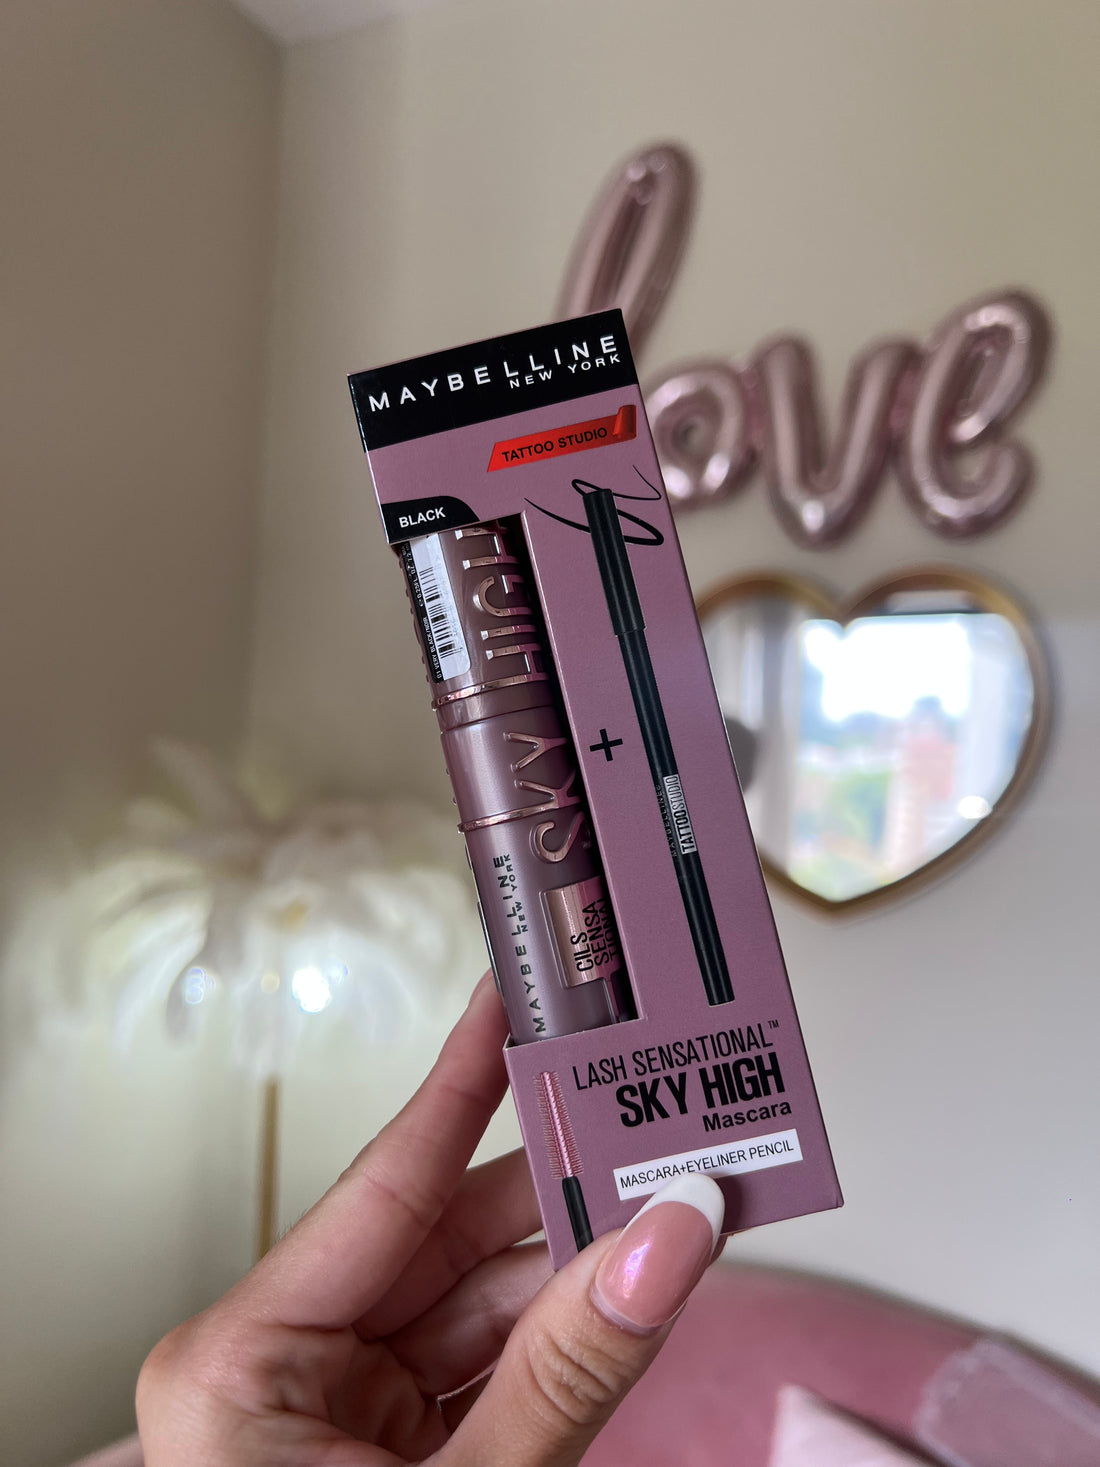 love
MAYBELLINE
NEW YORK
TATTOO STUDIO
BLACK
SKY HIGH
MAYBELLINE
NEW YORK
CILS
SENSA
TIONAL
MAYBELLINE
TATTOO STUDIO
+
LASH SENSATIONAL™
SKY HIGH
Mascara
MASCARA+EYELINER PENCIL